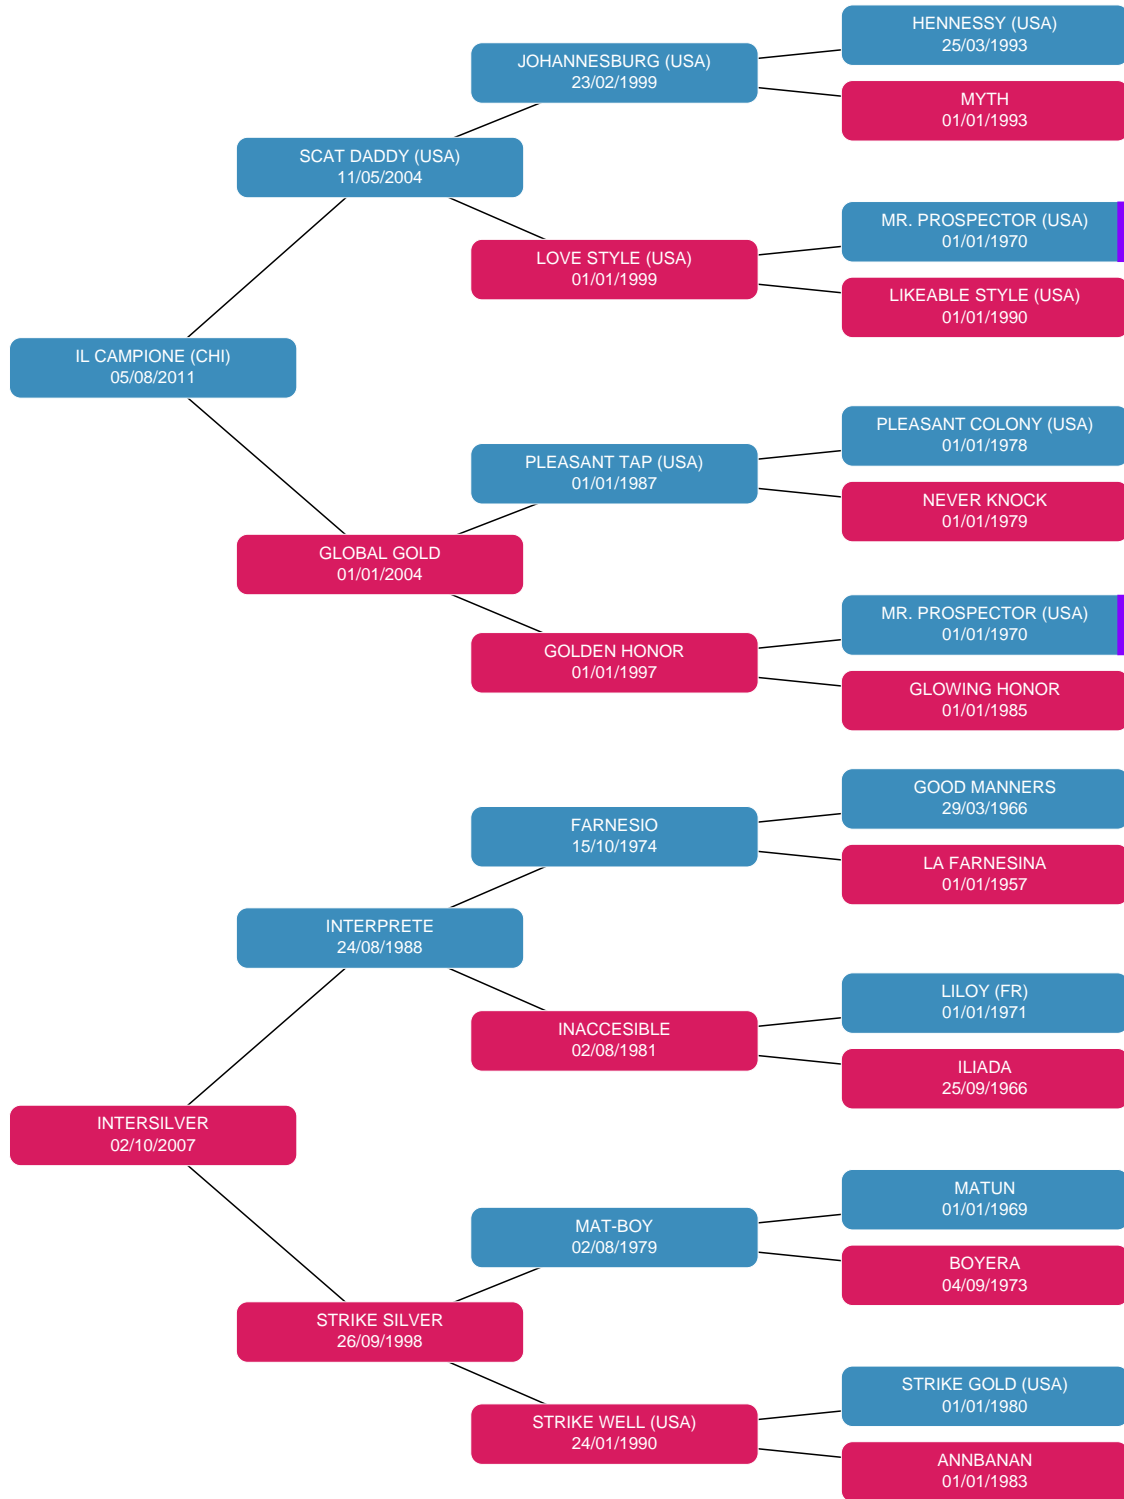 HENNESSY (USA)
25/03/1993
JOHANNESBURG (USA)
23/02/1999
MYTH
01/01/1993
SCAT DADDY (USA)
11/05/2004
MR. PROSPECTOR (USA)
01/01/1970
LOVE STYLE (USA)
01/01/1999
LIKEABLE STYLE (USA)
01/01/1990
IL CAMPIONE (CHI)
05/08/2011
PLEASANT COLONY (USA)
01/01/1978
PLEASANT TAP (USA)
01/01/1987
NEVER KNOCK
01/01/1979
GLOBAL GOLD
01/01/2004
MR. PROSPECTOR (USA)
01/01/1970
GOLDEN HONOR
01/01/1997
GLOWING HONOR
01/01/1985
GOOD MANNERS
29/03/1966
FARNESIO
15/10/1974
LA FARNESINA
01/01/1957
INTERPRETE
24/08/1988
LILOY (FR)
01/01/1971
INACCESIBLE
02/08/1981
ILIADA
25/09/1966
INTERSILVER
02/10/2007
MATUN
01/01/1969
MAT-BOY
02/08/1979
BOYERA
04/09/1973
STRIKE SILVER
26/09/1998
STRIKE GOLD (USA)
01/01/1980
STRIKE WELL (USA)
24/01/1990
ANNBANAN
01/01/1983